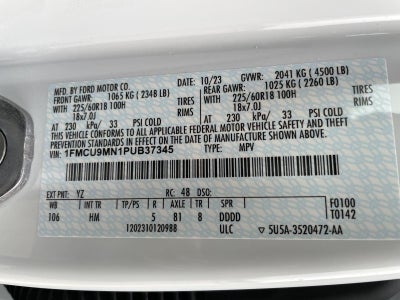 MFD. BY FORD MOTOR CO.
10/23 GVWR: 2041 KG (4500 LB)
FRONT GAWR: 1065 KG (2348 LB) REAR GAWR: 1025 KG (2260 LB)
225/60R18 100H TIRES 225/60R18 100H TIRES
18x7.0J RIMS 18x7.0J RIMS
AT 230 kPa/ 33 PSI COLD AT 230 kPa/ 33 PSI COLD
THIS VEHICLE CONFORMS TO ALL APPLICABLE FEDERAL MOTOR VEHICLE
SAFETY AND THEFT PREVENTION STANDARDS IN EFFECT ON THE DATE OF MANUFACTURE SHOWN ABOVE.
VIN: 1FMCU9MN1PUB37345 TYPE: MPV
EXT PNT: YZ RC: 48 DSO:
WB INT TR TP/PS R AXLE TR SPR
106 HM 5 81 8 DDDD
F0100
T0142
1202310120988 ULC 5U5A-3520472-AA